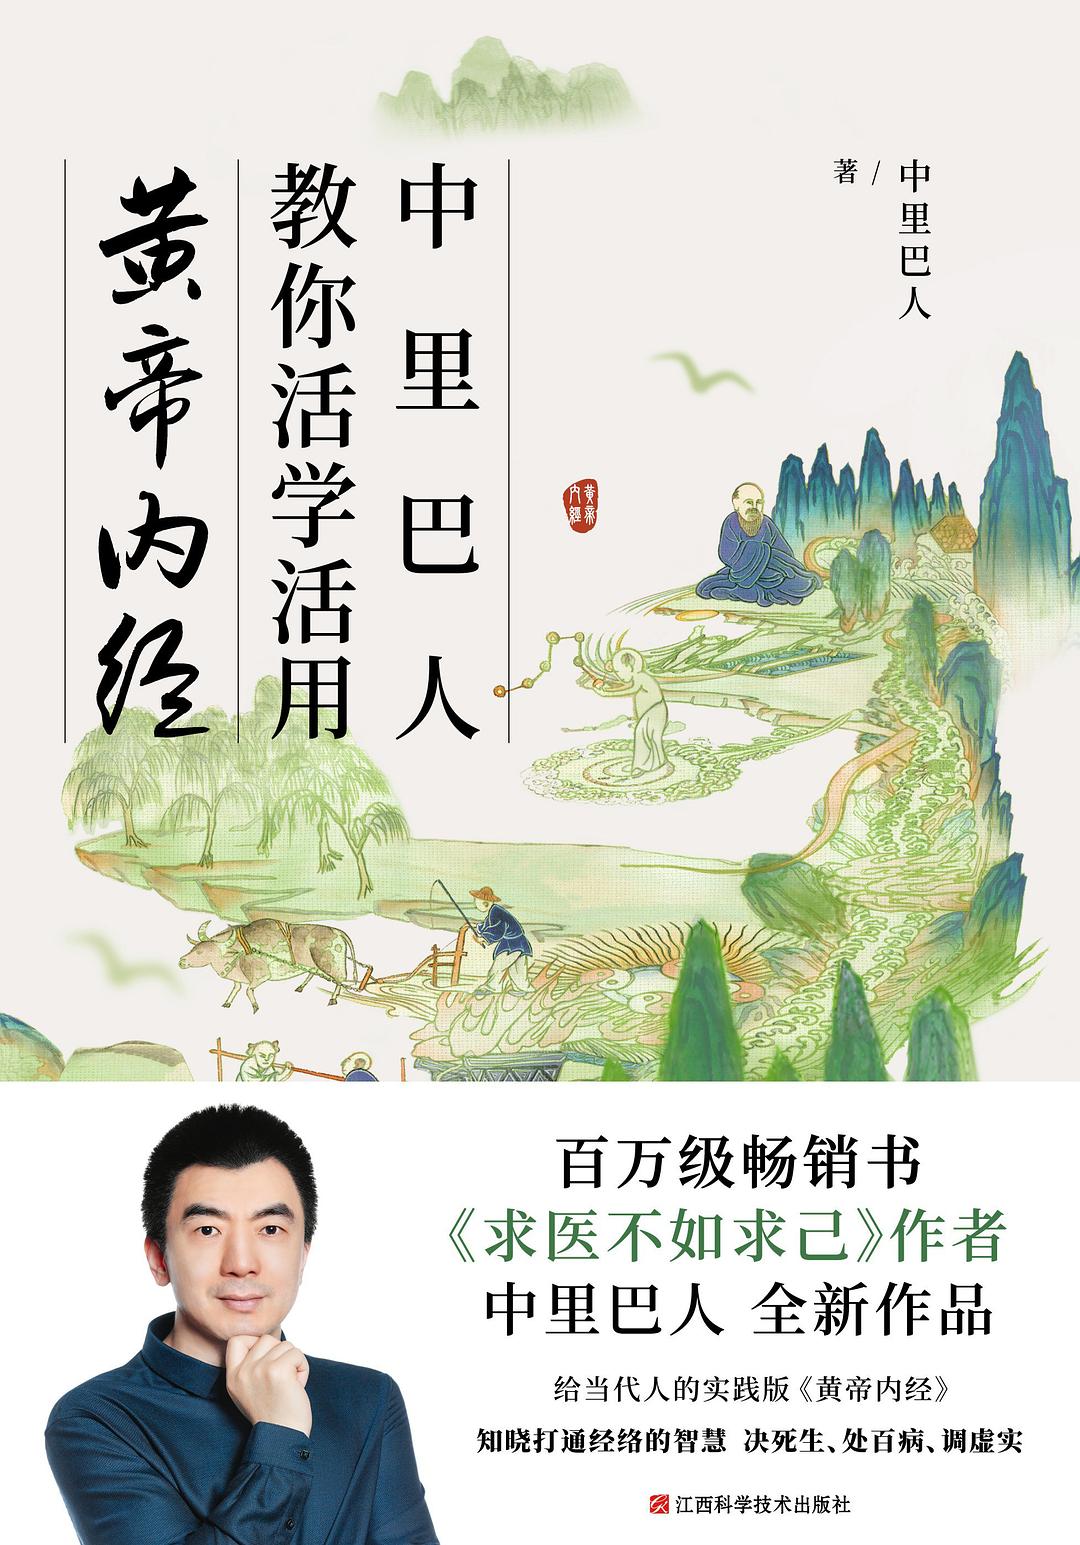 中里巴人
教你活学活用
黄帝内经
中里巴人
/
著
黄帝
内經
百万级畅销书
《求医不如求己》作者
中里巴人 全新作品
给当代人的实践版《黄帝内经》
知晓打通经络的智慧 决死生、处百病、调虚实
江西科学技术出版社